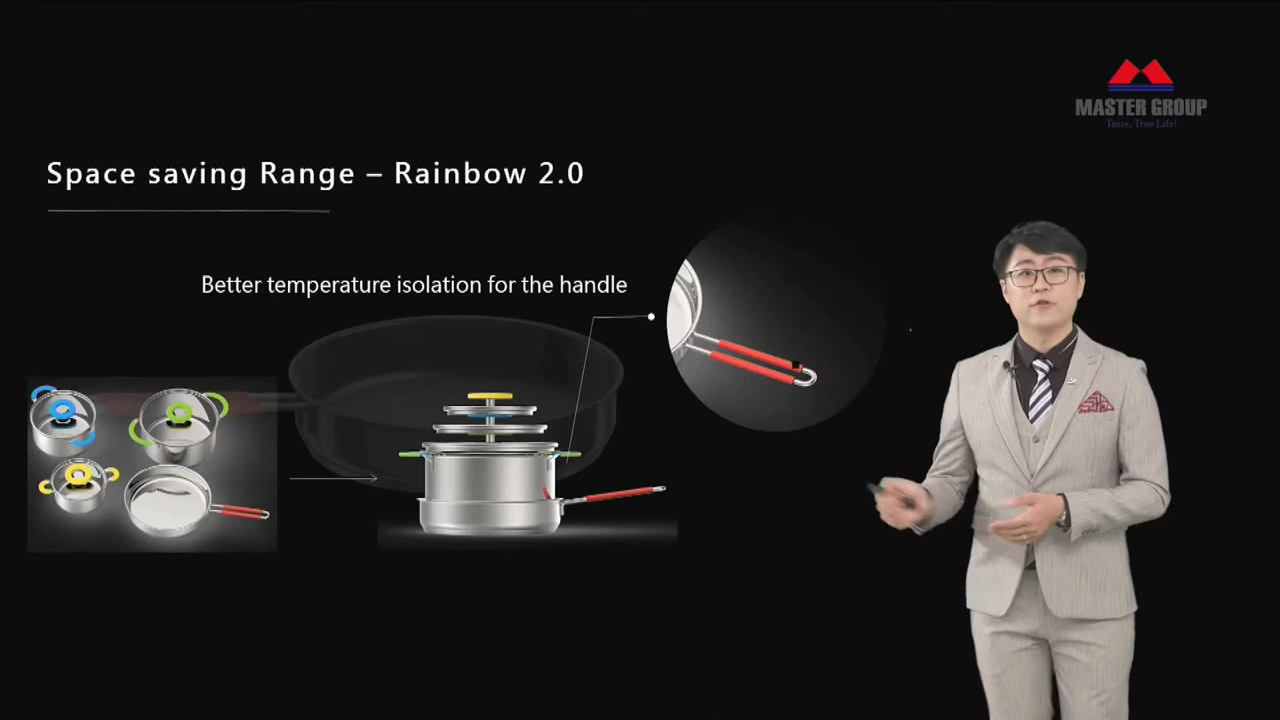 MASTER GROUP
Taste, True Life!
Space saving Range – Rainbow 2.0
Better temperature isolation for the handle